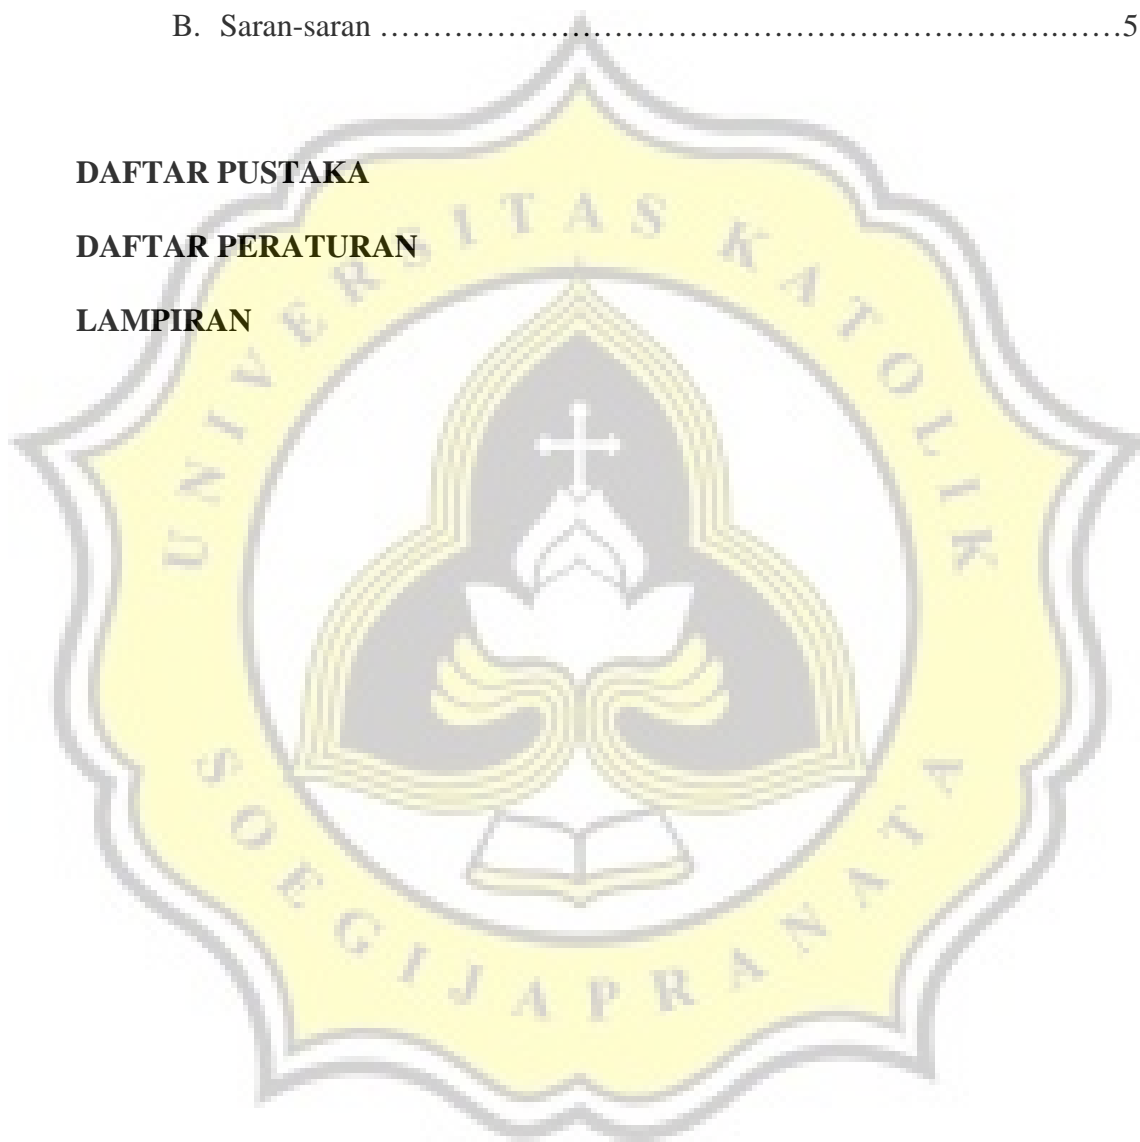 B. Saran-saran ………………………………………………………….……5
DAFTAR PUSTAKA
DAFTAR PERATURAN
LAMPIRAN
UNIVERSITAS KATOLIK
SOEGIJAPRANATA